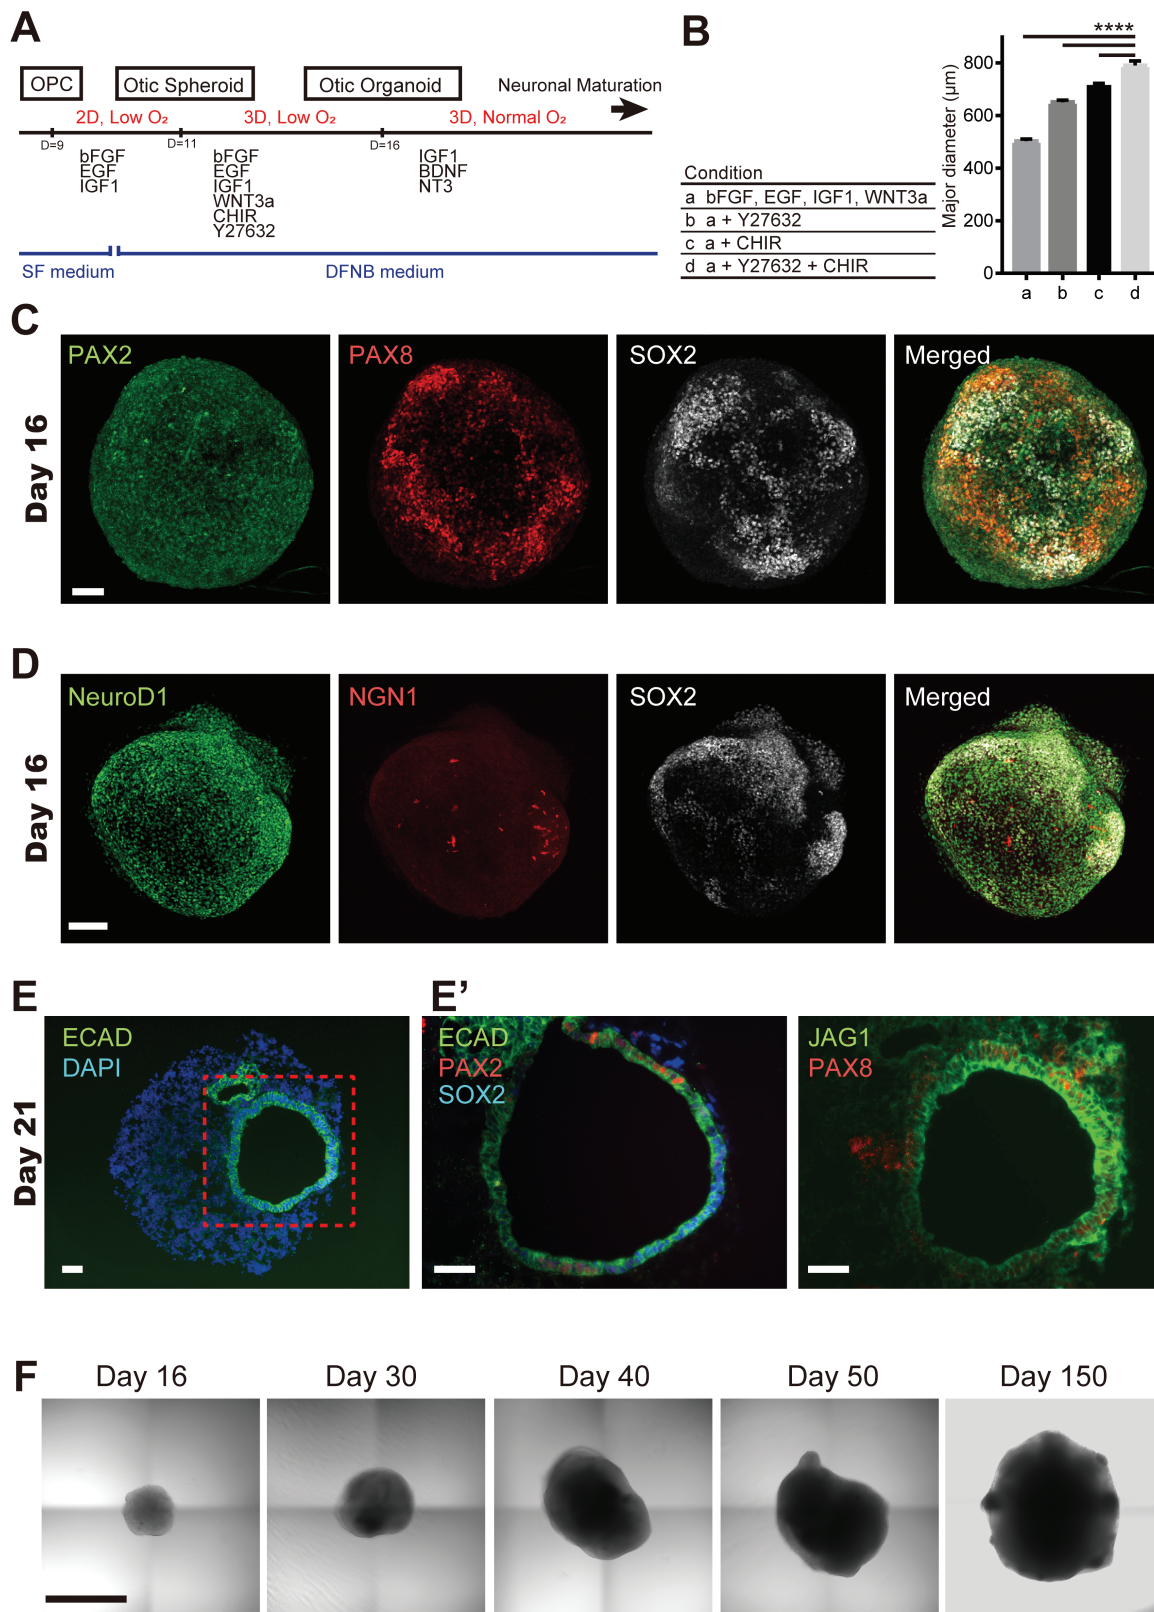 A
OPC
Otic Spheroid
Otic Organoid
Neuronal Maturation
2D, Low O₂
3D, Low O₂
3D, Normal O₂
D=9
D=11
D=16
bFGF
EGF
IGF1
bFGF
EGF
IGF1
WNT3a
CHIR
Y27632
IGF1
BDNF
NT3
SF medium
DFNB medium
B
Condition
a bFGF, EGF, IGF1, WNT3a
b a + Y27632
c a + CHIR
d a + Y27632 + CHIR
Major diameter (μm)
800
600
400
200
0
****
a b c d
C
Day 16
PAX2
PAX8
SOX2
Merged
D
Day 16
NeuroD1
NGN1
SOX2
Merged
E
Day 21
ECAD
DAPI
E’
ECAD
PAX2
SOX2
JAG1
PAX8
F
Day 16
Day 30
Day 40
Day 50
Day 150